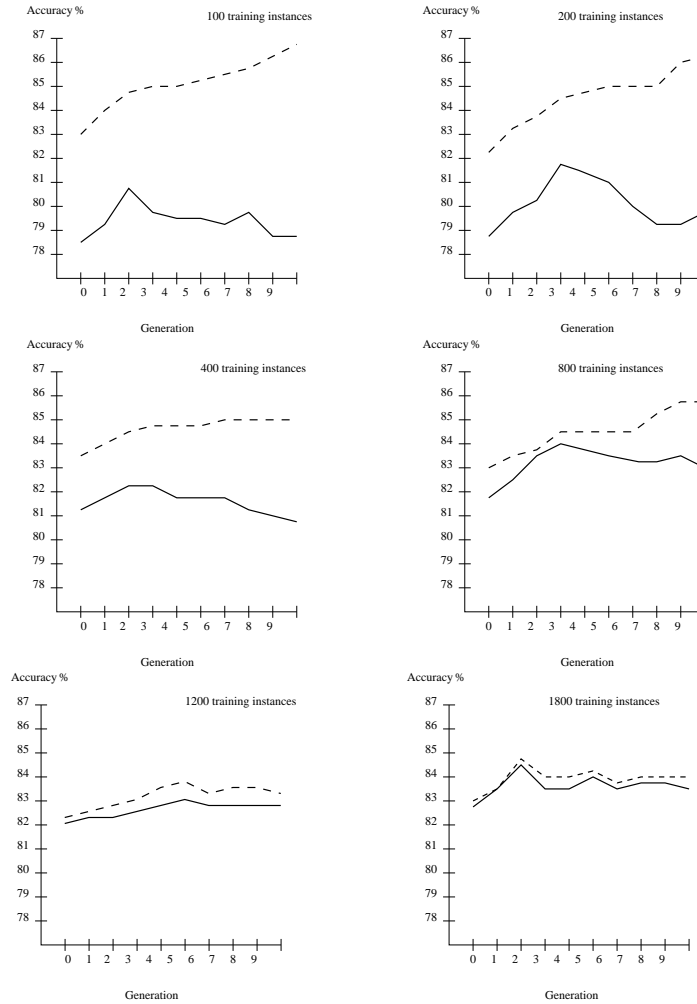 Accuracy %
100 training instances
87
86
85
84
83
82
81
80
79
78
0 1 2 3 4 5 6 7 8 9
Generation
Accuracy %
200 training instances
87
86
85
84
83
82
81
80
79
78
0 1 2 3 4 5 6 7 8 9
Generation
Accuracy %
400 training instances
87
86
85
84
83
82
81
80
79
78
0 1 2 3 4 5 6 7 8 9
Generation
Accuracy %
800 training instances
87
86
85
84
83
82
81
80
79
78
0 1 2 3 4 5 6 7 8 9
Generation
Accuracy %
1200 training instances
87
86
85
84
83
82
81
80
79
78
0 1 2 3 4 5 6 7 8 9
Generation
Accuracy %
1800 training instances
87
86
85
84
83
82
81
80
79
78
0 1 2 3 4 5 6 7 8 9
Generation